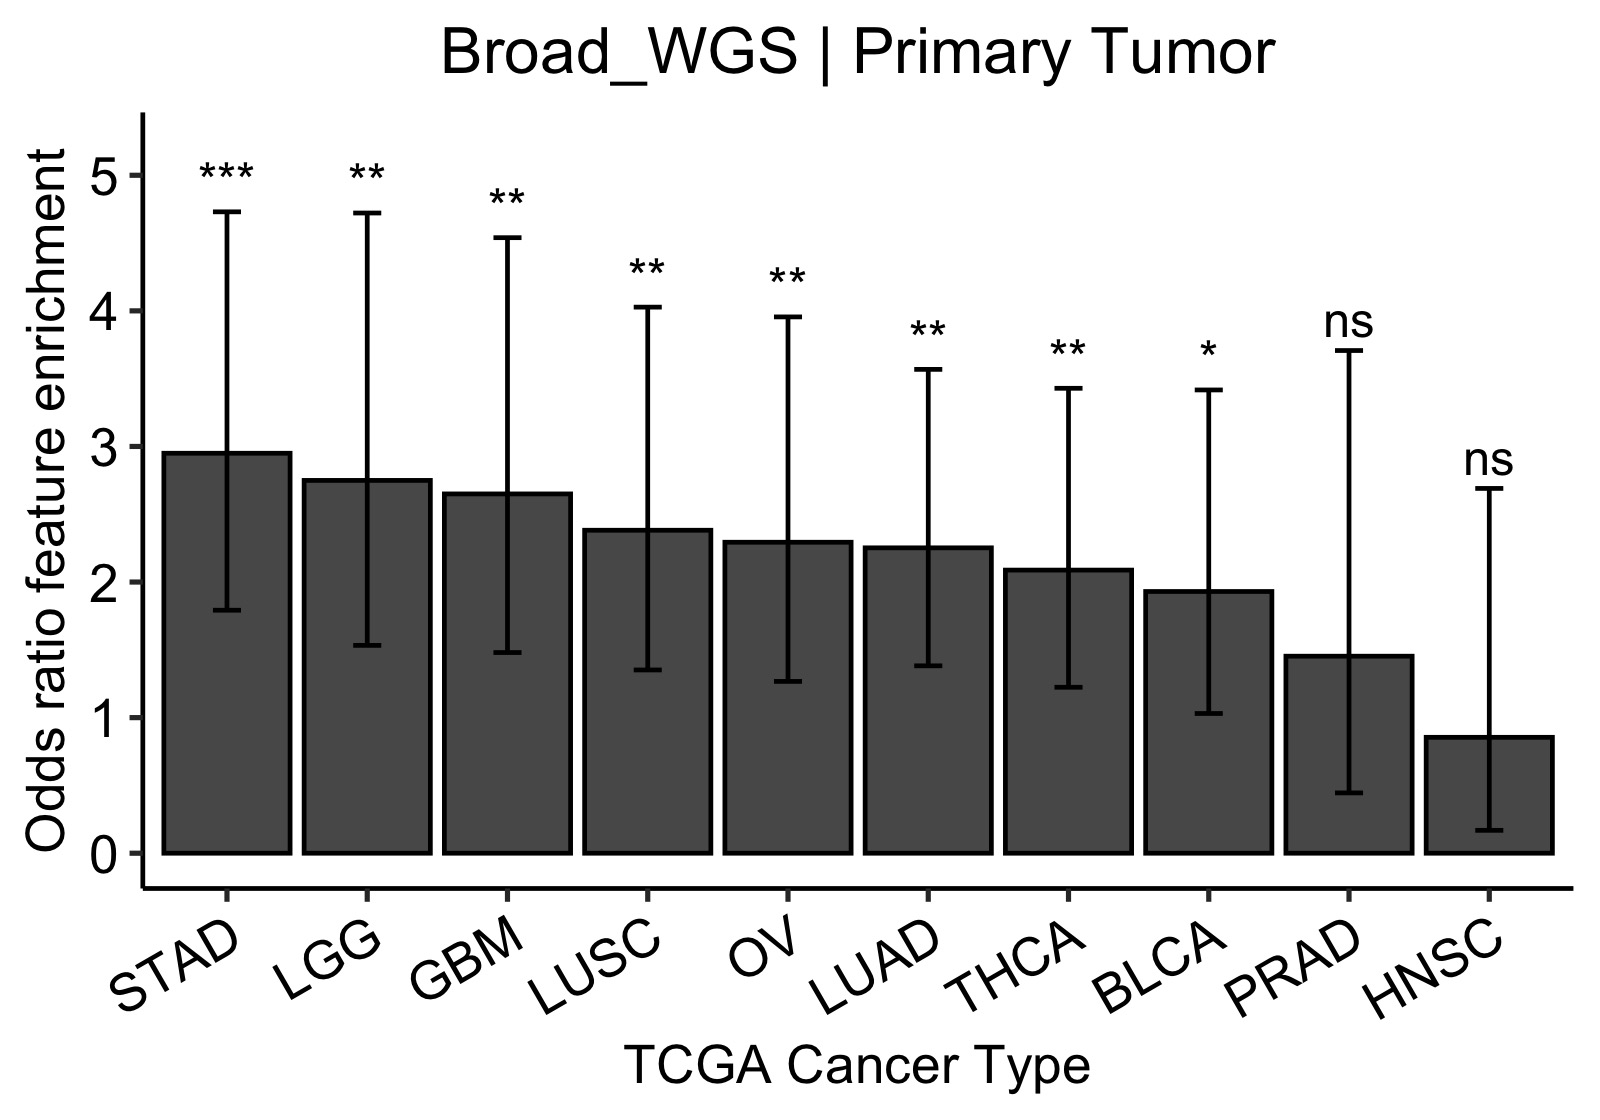 Broad_WGS | Primary Tumor
Odds ratio feature enrichment
5
4
3
2
1
0
***
**
**
**
**
**
**
*
ns
ns
STAD
LGG
GBM
LUSC
OV
LUAD
THCA
BLCA
PRAD
HNSC
TCGA Cancer Type